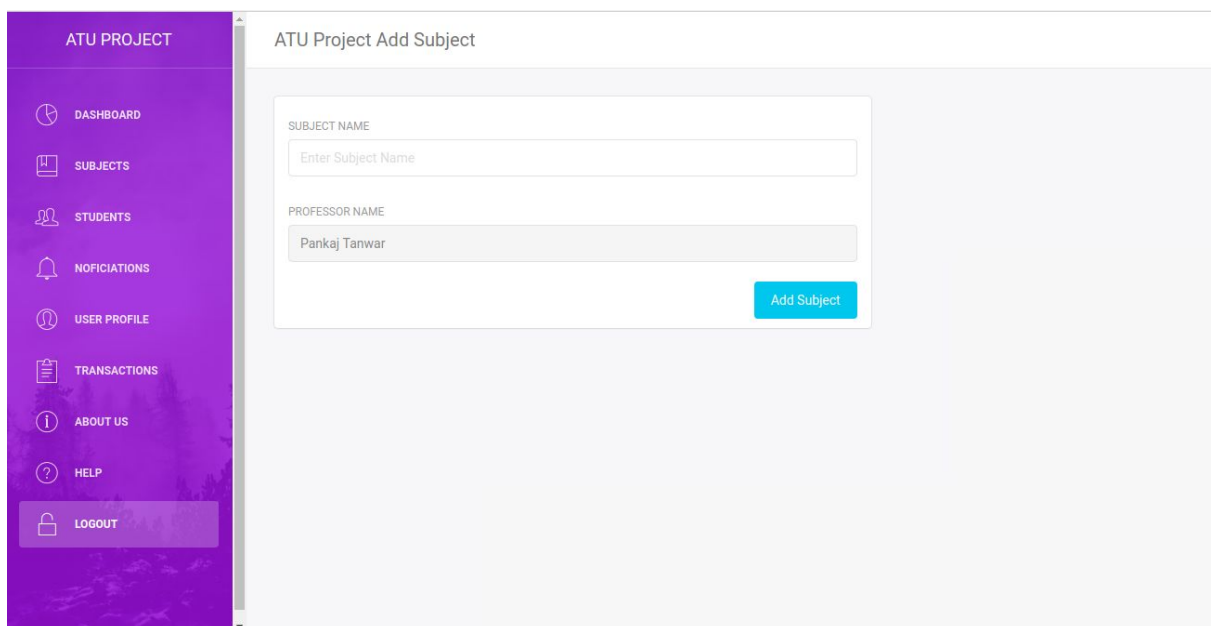 ATU PROJECT
DASHBOARD
SUBJECTS
STUDENTS
NOFICIATIONS
USER PROFILE
TRANSACTIONS
ABOUT US
HELP
LOGOUT
ATU Project Add Subject
SUBJECT NAME
Enter Subject Name
PROFESSOR NAME
Pankaj Tanwar
Add Subject